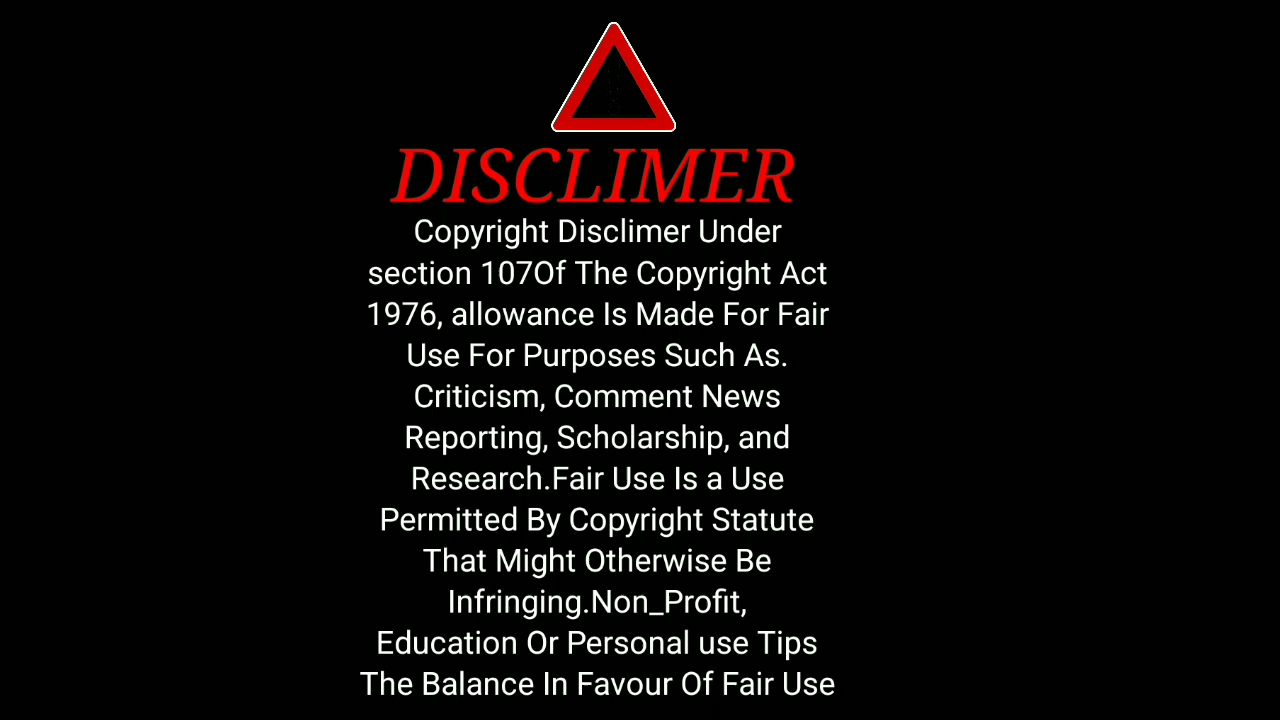 DISCLIMER
Copyright Disclimer Under
section 107Of The Copyright Act
1976, allowance Is Made For Fair
Use For Purposes Such As.
Criticism, Comment News
Reporting, Scholarship, and
Research.Fair Use Is a Use
Permitted By Copyright Statute
That Might Otherwise Be
Infringing.Non_Profit,
Education Or Personal use Tips
The Balance In Favour Of Fair Use